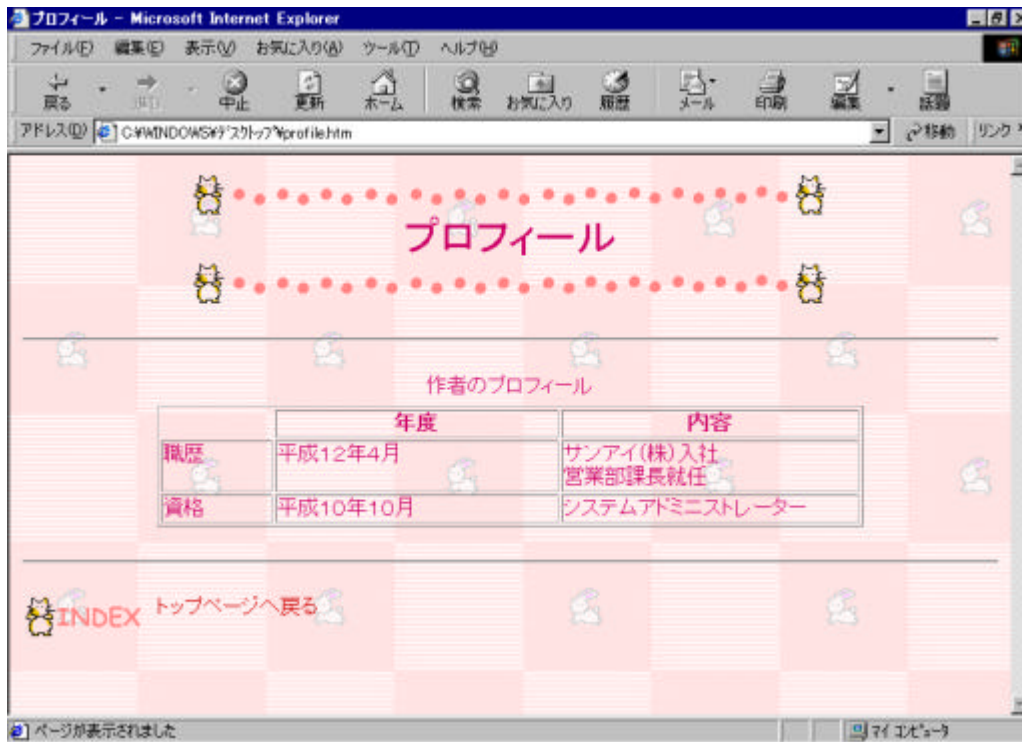 プロフィール - Microsoft Internet Explorer
ファイル(F) 編集(E) 表示(V) お気に入り(A) ツール(T) ヘルプ(H)
戻る 進む 中止 更新 ホーム 検索 お気に入り 履歴 メール 印刷 編集 話題
アドレス(D) C:¥WINDOWS¥デスクトップ¥profile.htm 移動 リンク
プロフィール
作者のプロフィール
年度 内容
職歴 平成12年4月 サンアイ(株)入社
営業部課長就任
資格 平成10年10月 システムアドミニストレーター
INDEX トップページへ戻る
ページが表示されました マイ コンピュータ